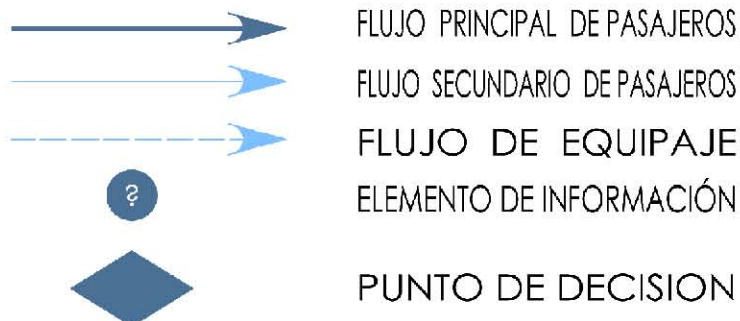 FLUJO PRINCIPAL DE PASAJEROS
FLUJO SECUNDARIO DE PASAJEROS
FLUJO DE EQUIPAJE
?
ELEMENTO DE INFORMACIÓN
PUNTO DE DECISION